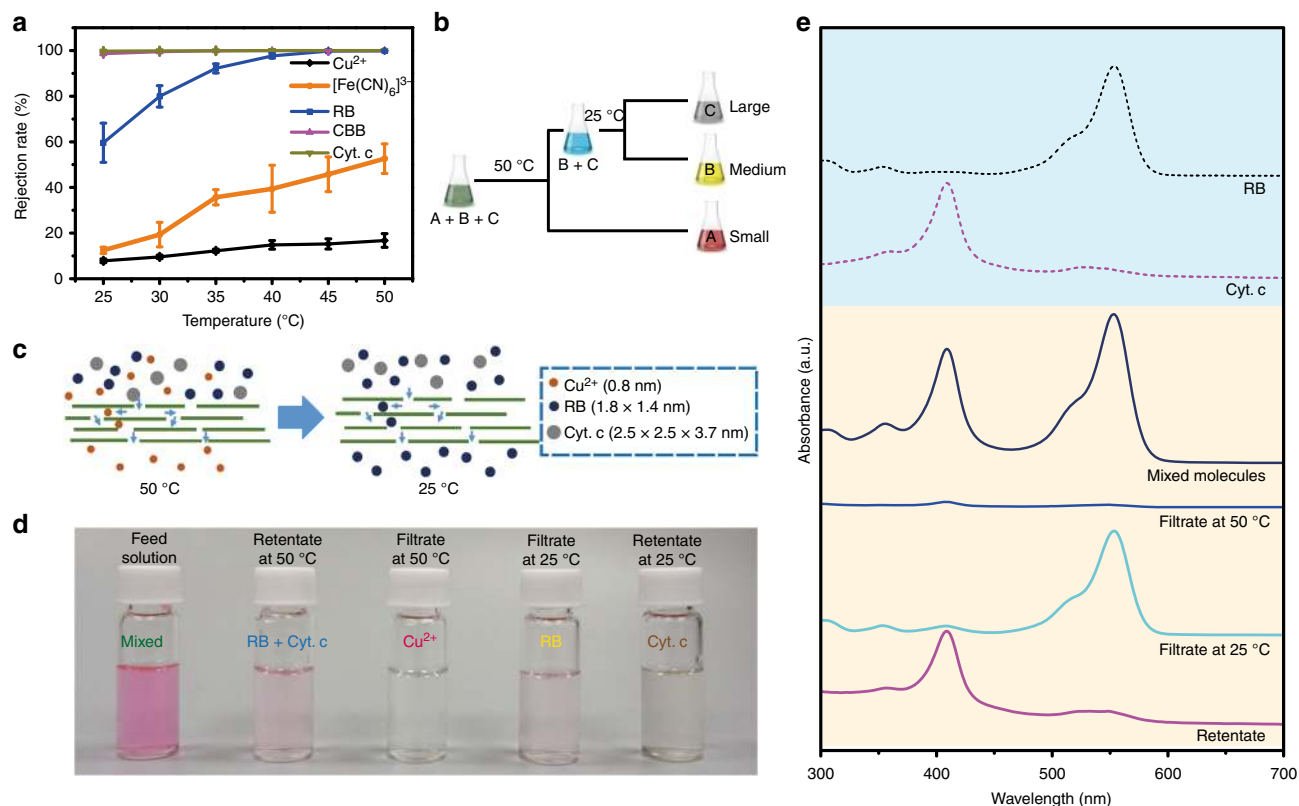 a
100
80
60
40
20
0
Rejection rate (%)
25 30 35 40 45 50
Temperature (°C)
Cu²⁺
[Fe(CN)₆]³⁻
RB
CBB
Cyt. c
b
A + B + C
50 °C
B + C
25 °C
C Large
B Medium
A Small
c
50 °C
25 °C
Cu²⁺ (0.8 nm)
RB (1.8 × 1.4 nm)
Cyt. c (2.5 × 2.5 × 3.7 nm)
d
Feed
solution
Retentate
at 50 °C
Filtrate
at 50 °C
Filtrate
at 25 °C
Retentate
at 25 °C
Mixed
RB + Cyt. c
Cu²⁺
RB
Cyt. c
e
Absorbance (a.u.)
RB
Cyt. c
Mixed molecules
Filtrate at 50 °C
Filtrate at 25 °C
Retentate
300 400 500 600 700
Wavelength (nm)